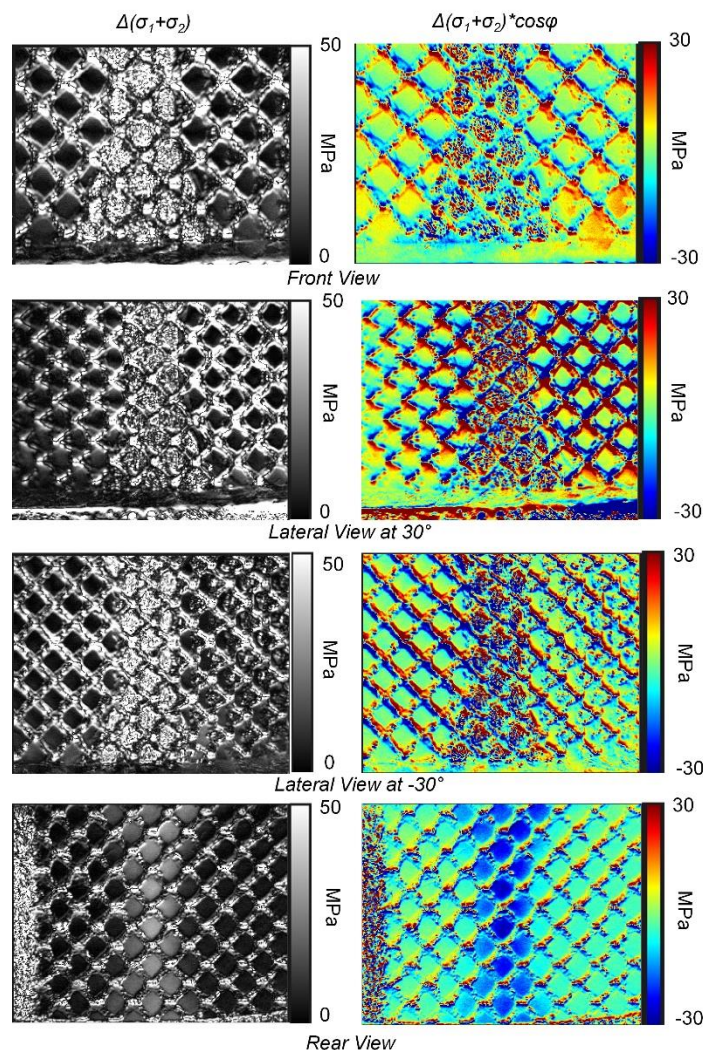 Δ(σ₁+σ₂)
Δ(σ₁+σ₂)*cosφ
50
MPa
0
30
MPa
-30
Front View
50
MPa
0
30
MPa
-30
Lateral View at 30°
50
MPa
0
30
MPa
-30
Lateral View at -30°
50
MPa
0
30
MPa
-30
Rear View